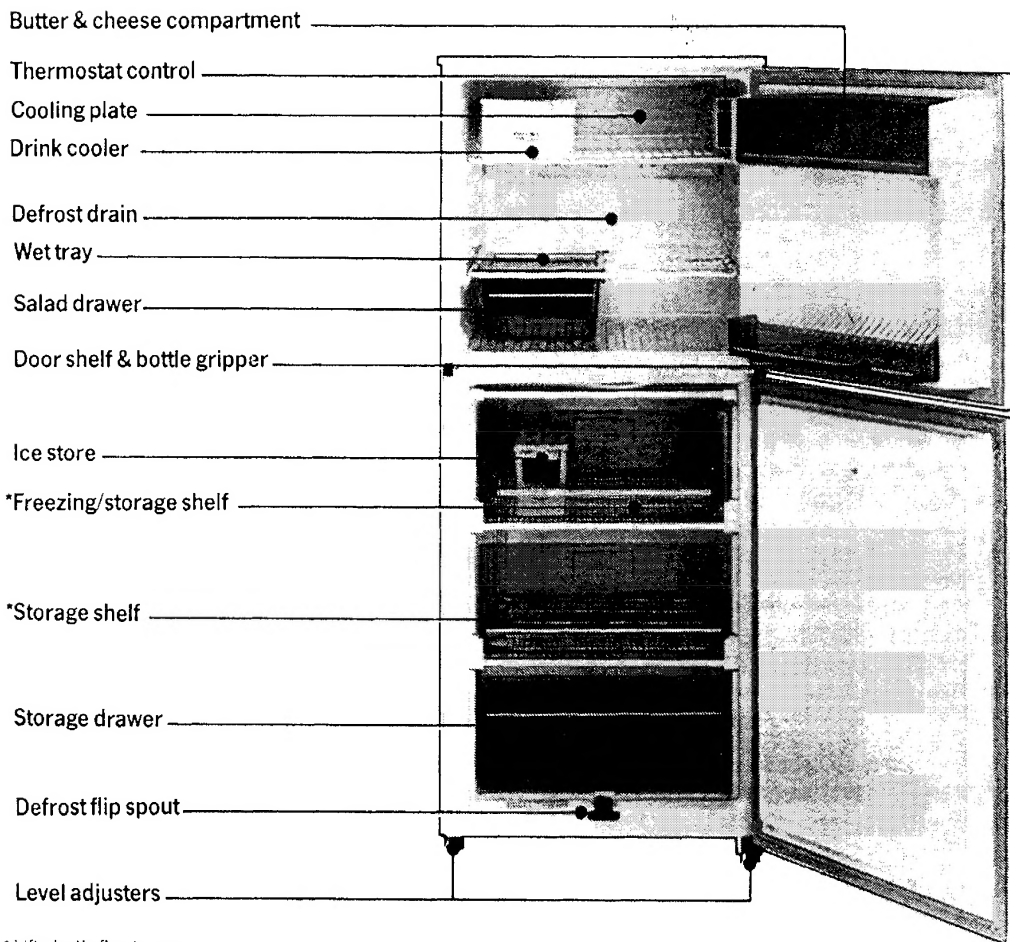 Butter & cheese compartment
Thermostat control
Cooling plate
Drink cooler
Defrost drain
Wet tray
Salad drawer
Door shelf & bottle gripper
Ice store
*Freezing/storage shelf
*Storage shelf
Storage drawer
Defrost flip spout
Level adjusters